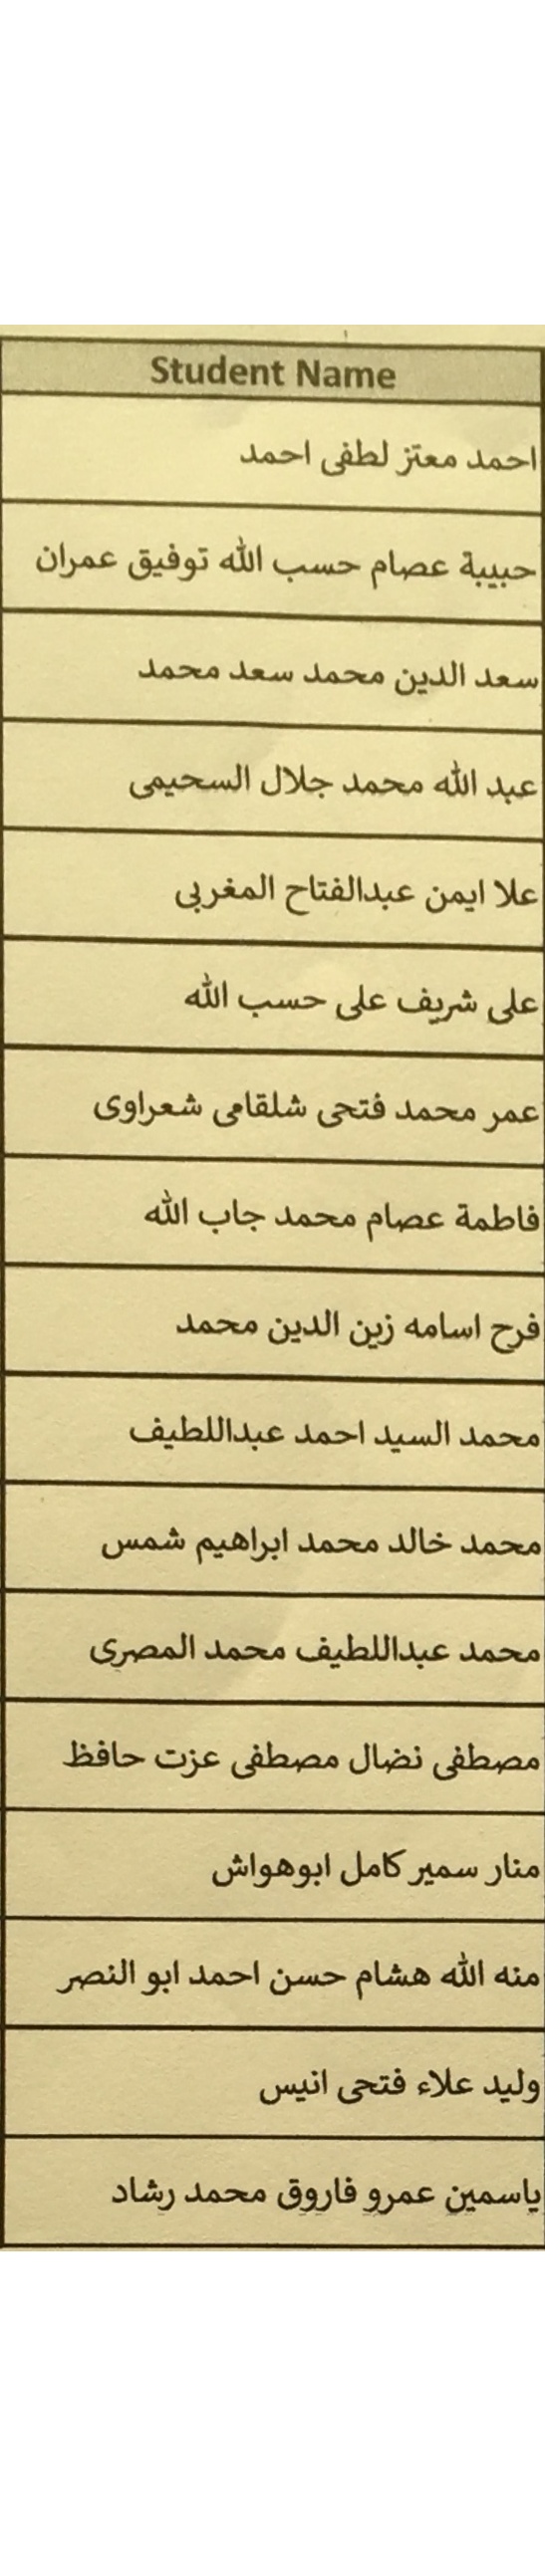 Student Name
احمد معتز لطفى احمد
حبيبة عصام حسب الله توفيق عمران
سعد الدين محمد سعد محمد
عبد الله محمد جلال السحيمى
علا ايمن عبدالفتاح المغربى
على شريف على حسب الله
عمر محمد فتحى شلقامى شعراوى
فاطمة عصام محمد جاب الله
فرح اسامه زين الدين محمد
محمد السيد احمد عبداللطيف
محمد خالد محمد ابراهيم شمس
محمد عبداللطيف محمد المصرى
مصطفى نضال مصطفى عزت حافظ
منار سمير كامل ابوهواش
منه الله هشام حسن احمد ابو النصر
وليد علاء فتحى انيس
ياسمين عمرو فاروق محمد رشاد